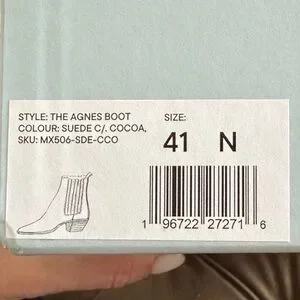 STYLE: THE AGNES BOOT
COLOUR: SUEDE C/. COCOA,
SKU: MX506-SDE-CCO
SIZE:
41 N
1 96722 27271 6